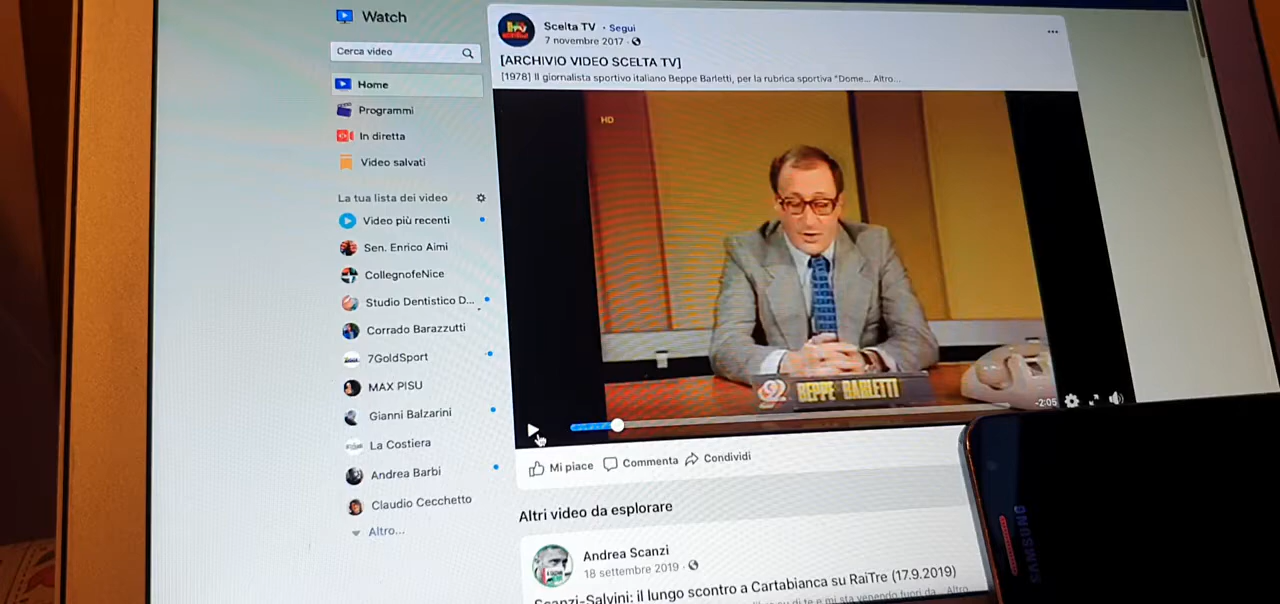 Watch
Cerca video
Home
Programmi
In diretta
Video salvati
La tua lista dei video
Video più recenti
Sen. Enrico Aimi
CollegnofeNice
Studio Dentistico D...
Corrado Barazzutti
7GoldSport
MAX PISU
Gianni Balzarini
La Costiera
Andrea Barbi
Claudio Cecchetto
Altro...
Scelta TV · Segui
7 novembre 2017 ·
[ARCHIVIO VIDEO SCELTA TV]
[1978] Il giornalista sportivo italiano Beppe Barletti, per la rubrica sportiva "Dome... Altro...
HD
BEPPE BARLETTI
-2:05
Mi piace
Commenta
Condividi
Altri video da esplorare
Andrea Scanzi
18 settembre 2019 ·
Scanzi-Salvini: il lungo scontro a Cartabianca su RaiTre (17.9.2019)
SAMSUNG